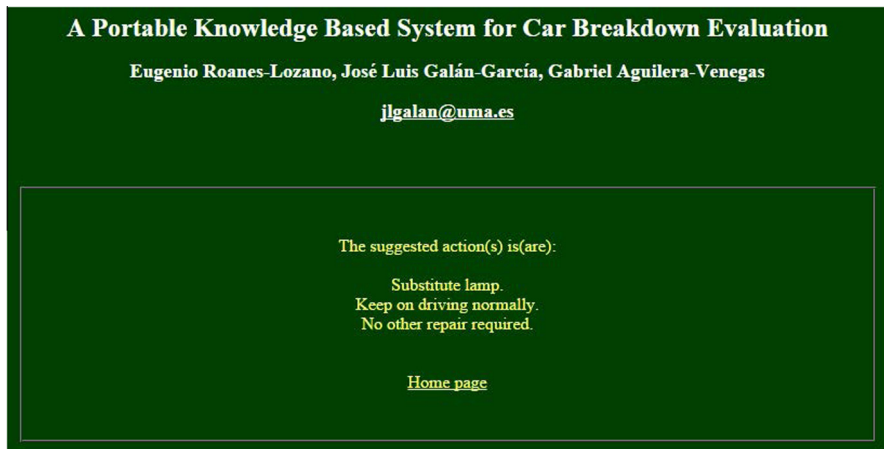 A Portable Knowledge Based System for Car Breakdown Evaluation
Eugenio Roanes-Lozano, José Luis Galán-García, Gabriel Aguilera-Venegas
jlgalan@uma.es
The suggested action(s) is(are):
Substitute lamp.
Keep on driving normally.
No other repair required.
Home page